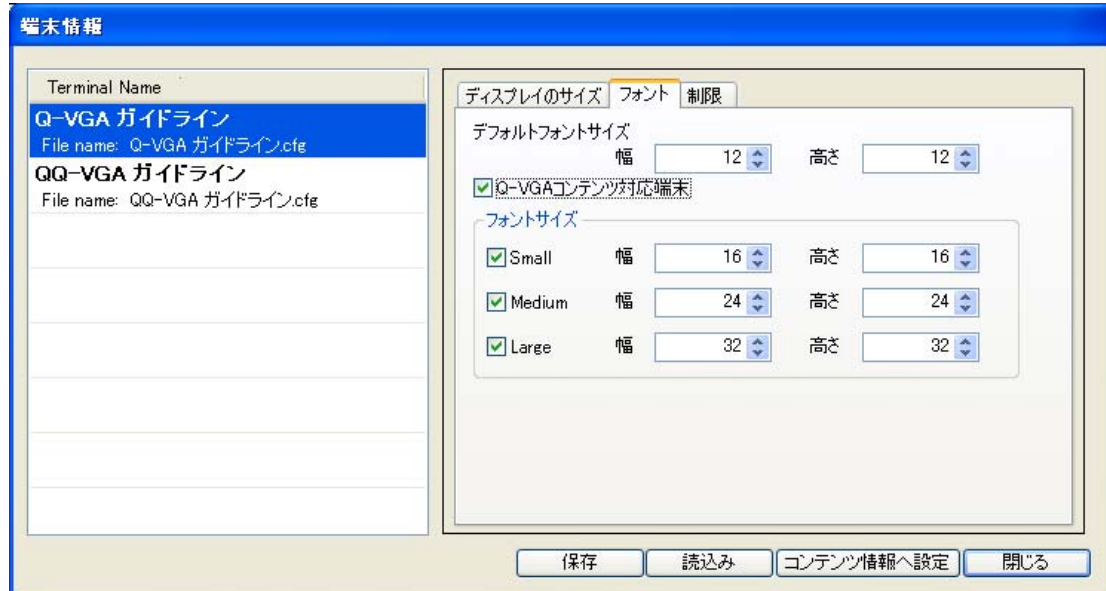 端末情報
Terminal Name
Q-VGA ガイドライン
File name: Q-VGA ガイドライン.cfg
QQ-VGA ガイドライン
File name: QQ-VGA ガイドライン.cfg
ディスプレイのサイズ フォント 制限
デフォルトフォントサイズ
幅 12 高さ 12
Q-VGAコンテンツ対応端末
フォントサイズ
Small 幅 16 高さ 16
Medium 幅 24 高さ 24
Large 幅 32 高さ 32
保存 読込み コンテンツ情報へ設定 閉じる